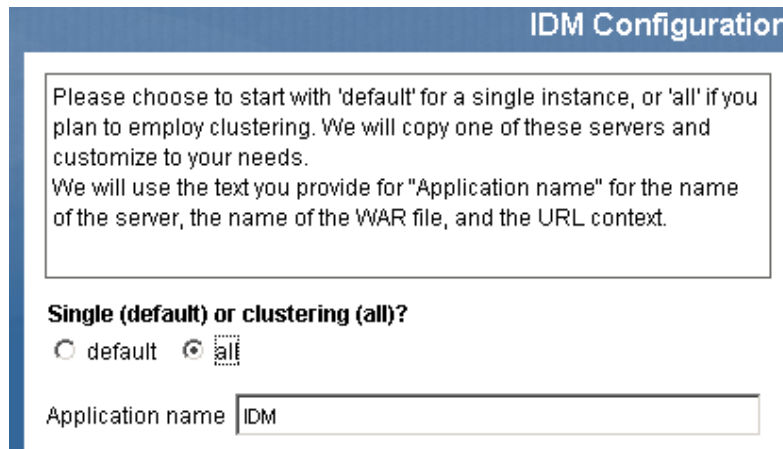 IDM Configuration
Please choose to start with 'default' for a single instance, or 'all' if you
plan to employ clustering. We will copy one of these servers and
customize to your needs.
We will use the text you provide for "Application name" for the name
of the server, the name of the WAR file, and the URL context.
Single (default) or clustering (all)?
default all
Application name IDM